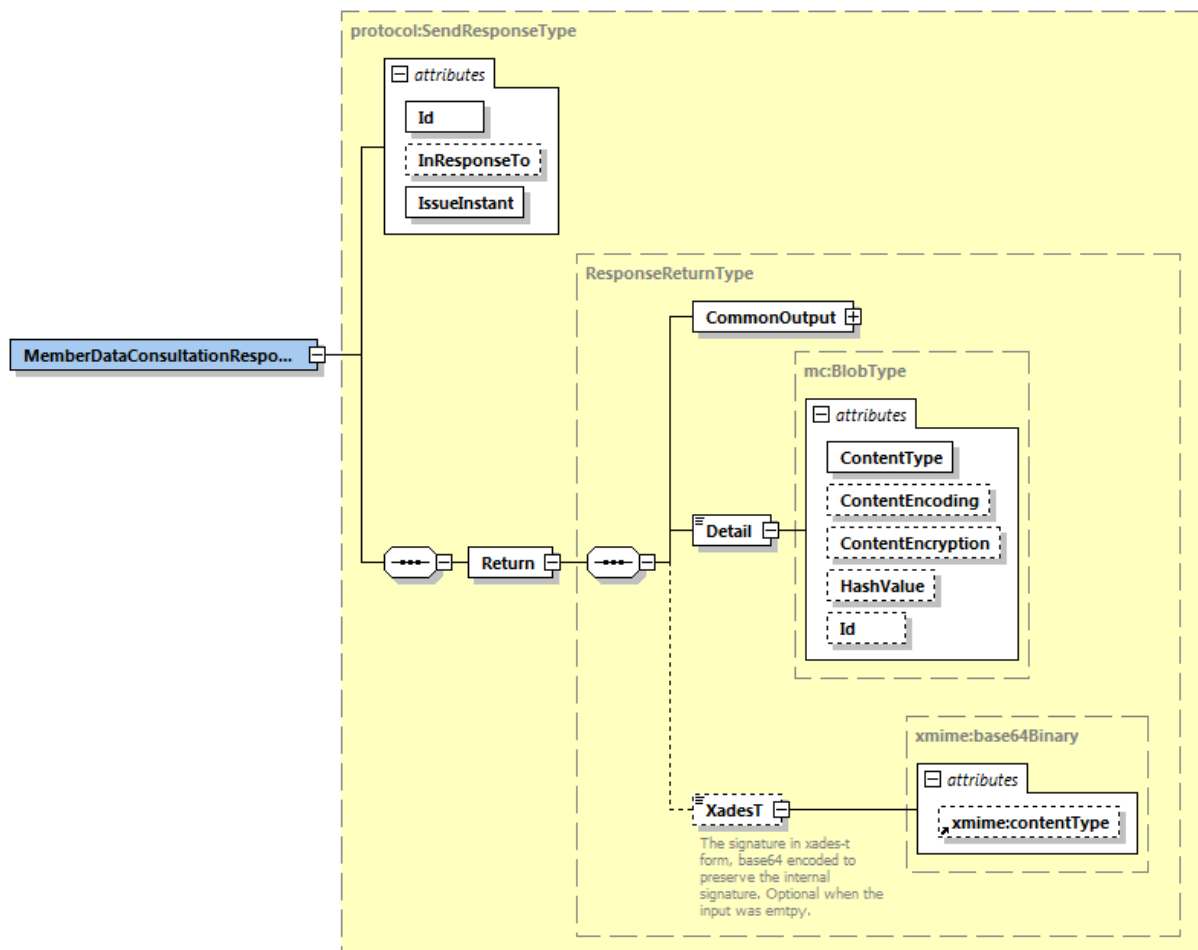 protocol:SendResponseType
attributes
Id
InResponseTo
IssueInstant
ResponseReturnType
CommonOutput
MemberDataConsultationRespo...
mc:BlobType
attributes
ContentType
ContentEncoding
Detail
ContentEncryption
Return
HashValue
Id
xmime:base64Binary
attributes
XadesT
xmime:contentType
The signature in xades-t
form, base64 encoded to
preserve the internal
signature. Optional when the
input was emtpy.